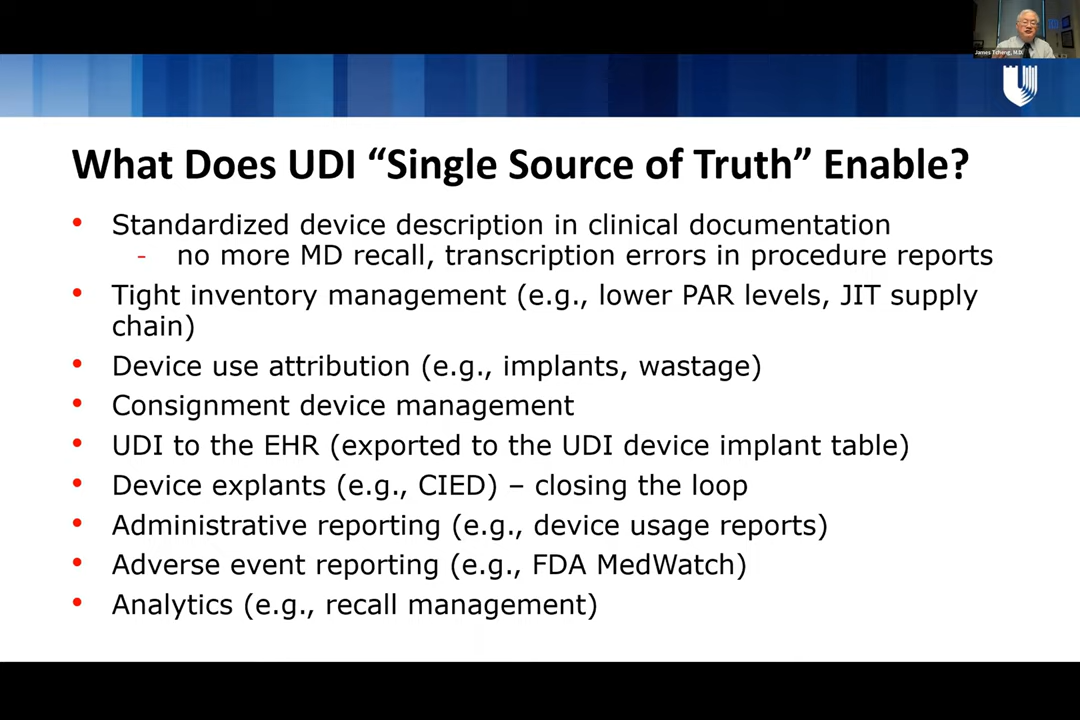 James Tcheng, M.D.
What Does UDI “Single Source of Truth” Enable?
• Standardized device description in clinical documentation
- no more MD recall, transcription errors in procedure reports
• Tight inventory management (e.g., lower PAR levels, JIT supply
chain)
• Device use attribution (e.g., implants, wastage)
• Consignment device management
• UDI to the EHR (exported to the UDI device implant table)
• Device explants (e.g., CIED) – closing the loop
• Administrative reporting (e.g., device usage reports)
• Adverse event reporting (e.g., FDA MedWatch)
• Analytics (e.g., recall management)